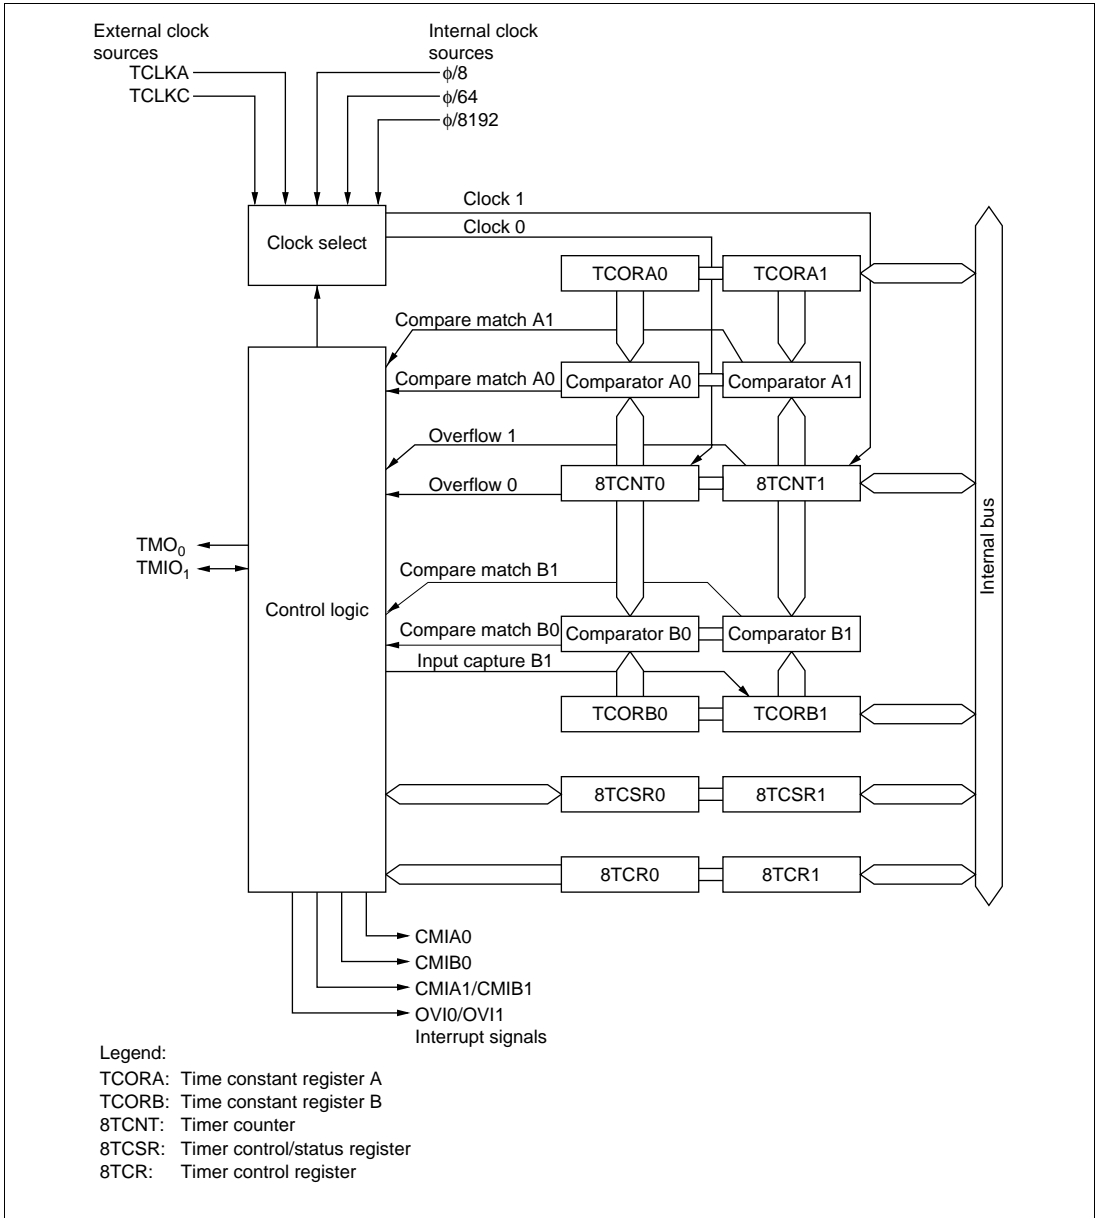 External clock
sources
Internal clock
sources
TCLKA
TCLKC
ϕ/8
ϕ/64
ϕ/8192
Clock 1
Clock 0
Clock select
TCORA0
TCORA1
Compare match A1
Compare match A0
Comparator A0
Comparator A1
Overflow 1
Overflow 0
8TCNT0
8TCNT1
TMO0
TMIO1
Control logic
Internal bus
Compare match B1
Compare match B0
Comparator B0
Comparator B1
Input capture B1
TCORB0
TCORB1
8TCSR0
8TCSR1
8TCR0
8TCR1
CMIA0
CMIB0
CMIA1/CMIB1
OVI0/OVI1
Interrupt signals
Legend:
TCORA: Time constant register A
TCORB: Time constant register B
8TCNT: Timer counter
8TCSR: Timer control/status register
8TCR: Timer control register